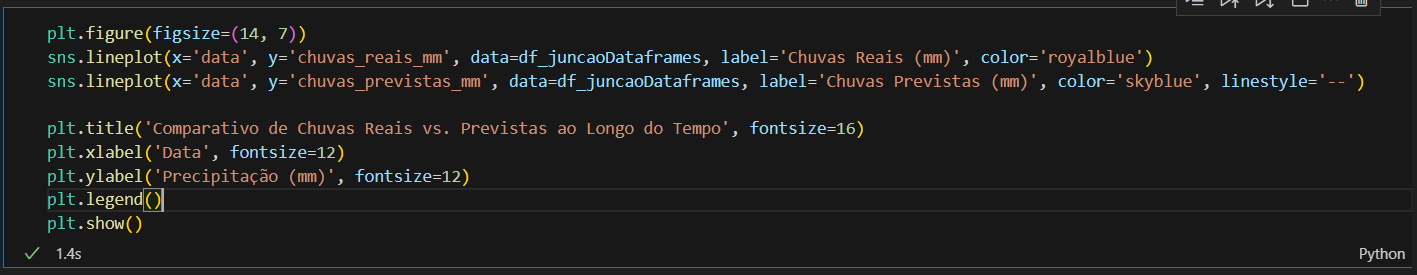 plt.figure(figsize=(14, 7))
sns.lineplot(x='data', y='chuvas_reais_mm', data=df_juncaoDataframes, label='Chuvas Reais (mm)', color='royalblue')
sns.lineplot(x='data', y='chuvas_previstas_mm', data=df_juncaoDataframes, label='Chuvas Previstas (mm)', color='skyblue', linestyle='--')
plt.title('Comparativo de Chuvas Reais vs. Previstas ao Longo do Tempo', fontsize=16)
plt.xlabel('Data', fontsize=12)
plt.ylabel('Precipitação (mm)', fontsize=12)
plt.legend()
plt.show()
1.4s
Python